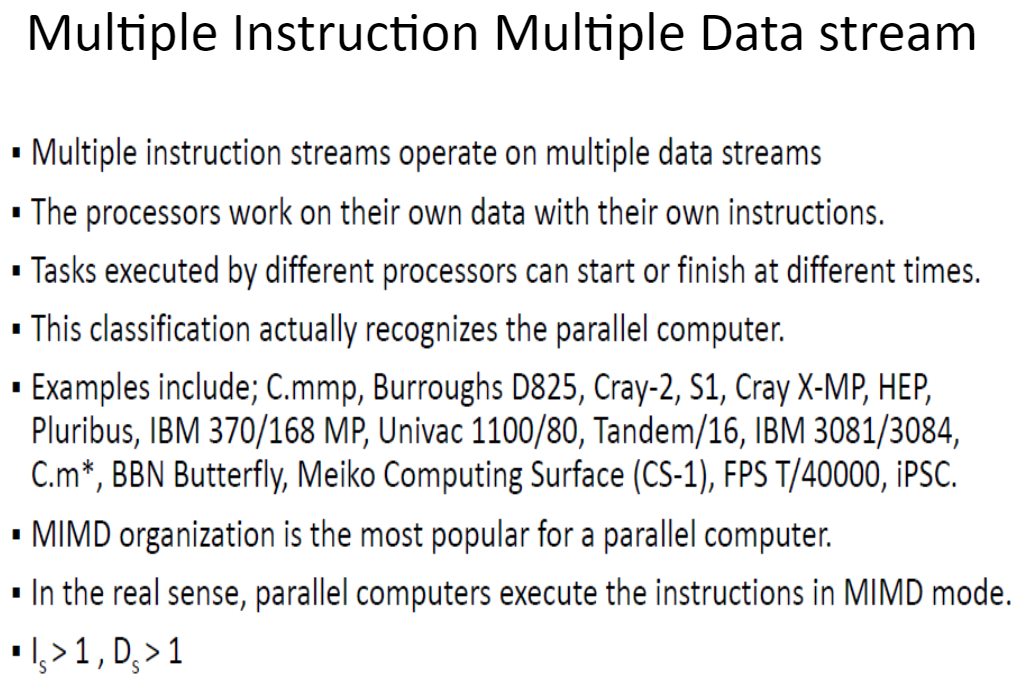 Multiple Instruction Multiple Data stream
▪ Multiple instruction streams operate on multiple data streams
▪ The processors work on their own data with their own instructions.
▪ Tasks executed by different processors can start or finish at different times.
▪ This classification actually recognizes the parallel computer.
▪ Examples include; C.mmp, Burroughs D825, Cray-2, S1, Cray X-MP, HEP,
Pluribus, IBM 370/168 MP, Univac 1100/80, Tandem/16, IBM 3081/3084,
C.m*, BBN Butterfly, Meiko Computing Surface (CS-1), FPS T/40000, iPSC.
▪ MIMD organization is the most popular for a parallel computer.
▪ In the real sense, parallel computers execute the instructions in MIMD mode.
▪ Iₛ > 1 , Dₛ > 1